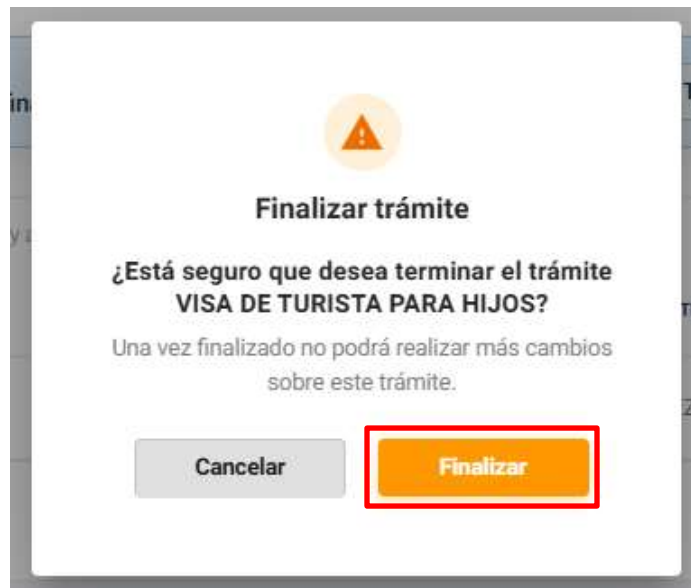 Finalizar trámite
¿Está seguro que desea terminar el trámite
VISA DE TURISTA PARA HIJOS?
Una vez finalizado no podrá realizar más cambios
sobre este trámite.
Cancelar
Finalizar